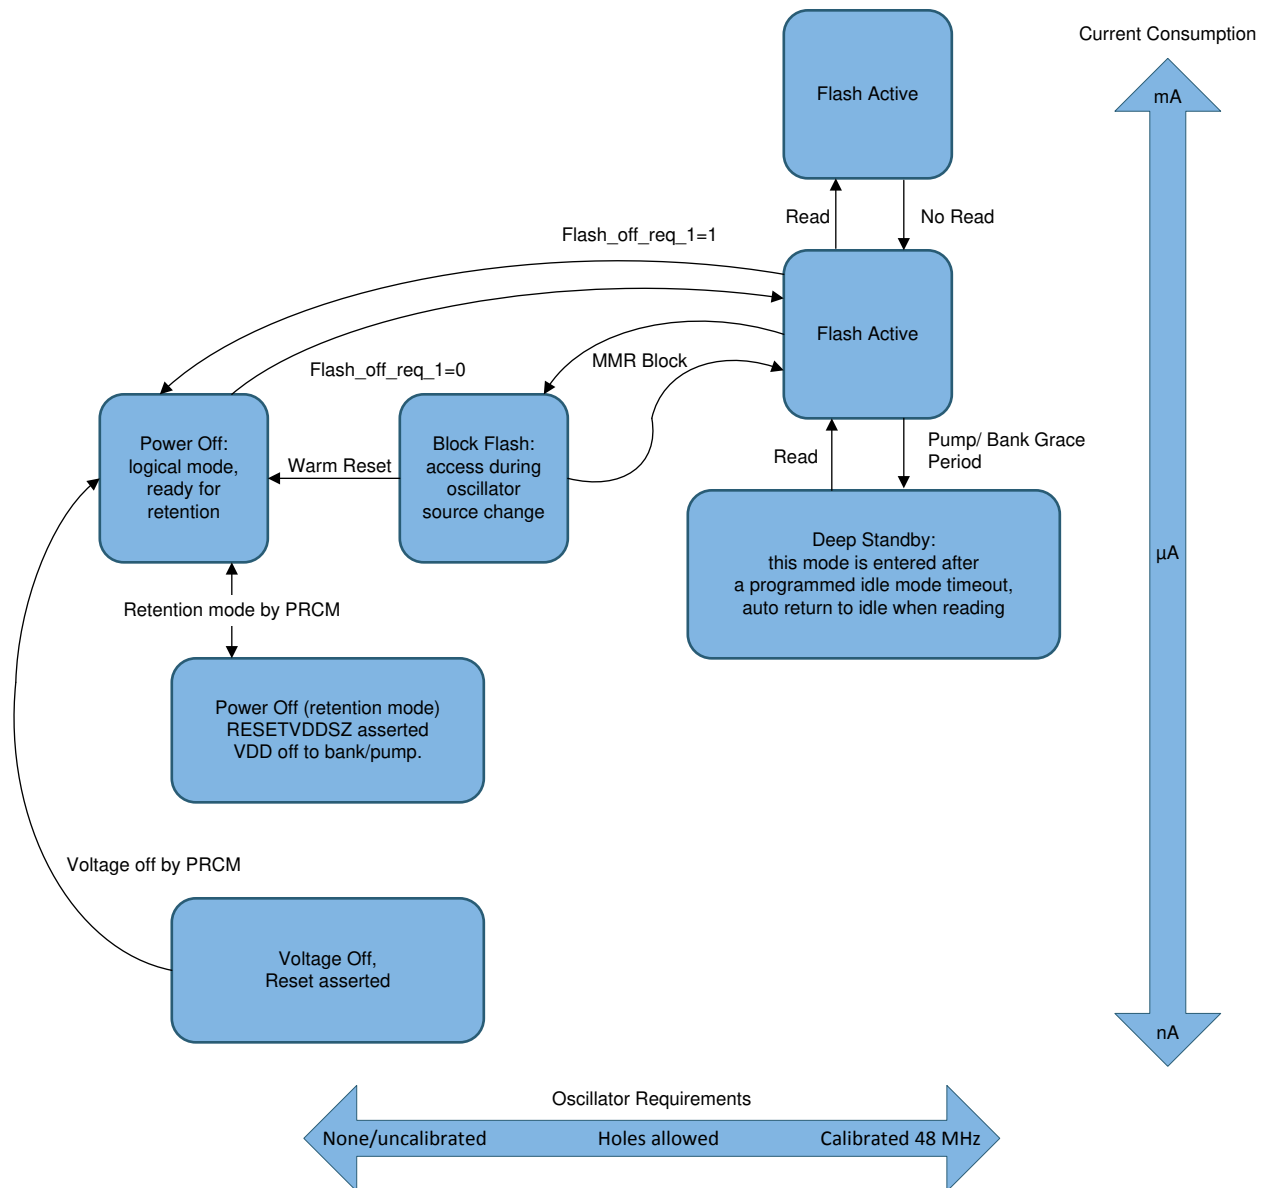 Current Consumption
mA
Flash Active
Read
No Read
Flash_off_req_1=1
Flash Active
MMR Block
Flash_off_req_1=0
Power Off:
logical mode,
ready for
retention
Warm Reset
Block Flash:
access during
oscillator
source change
Read
Pump/ Bank Grace
Period
Deep Standby:
this mode is entered after
a programmed idle mode timeout,
auto return to idle when reading
µA
Retention mode by PRCM
Power Off (retention mode)
RESETVDDSZ asserted
VDD off to bank/pump.
Voltage off by PRCM
Voltage Off,
Reset asserted
nA
Oscillator Requirements
None/uncalibrated
Holes allowed
Calibrated 48 MHz